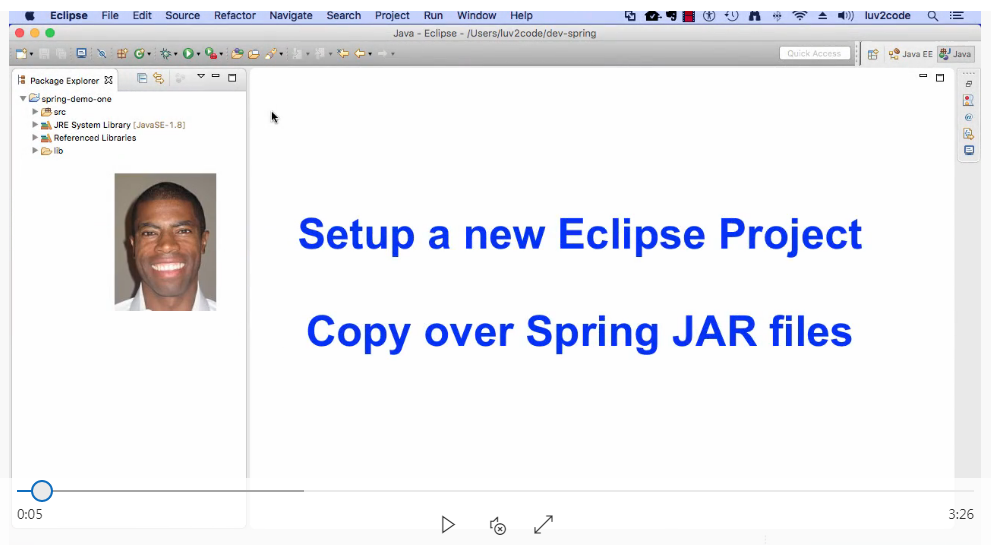 Eclipse File Edit Source Refactor Navigate Search Project Run Window Help luv2code
Java - Eclipse - /Users/luv2code/dev-spring
Quick Access Java EE Java
Package Explorer
spring-demo-one
src
JRE System Library [JavaSE-1.8]
Referenced Libraries
lib
Setup a new Eclipse Project
Copy over Spring JAR files
0:05 3:26